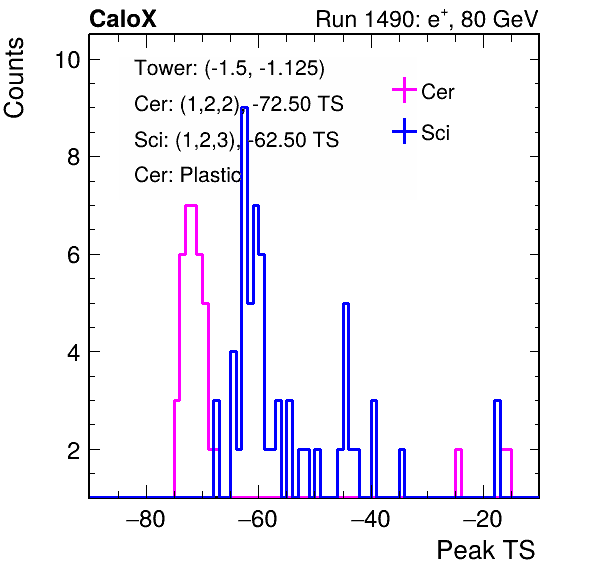 CaloX Run 1490: e+, 80 GeV
Counts
Tower: (-1.5, -1.125)
Cer: (1,2,2), -72.50 TS
Sci: (1,2,3), -62.50 TS
Cer: Plastic
Cer
Sci
10
8
6
4
2
−80 −60 −40 −20
Peak TS